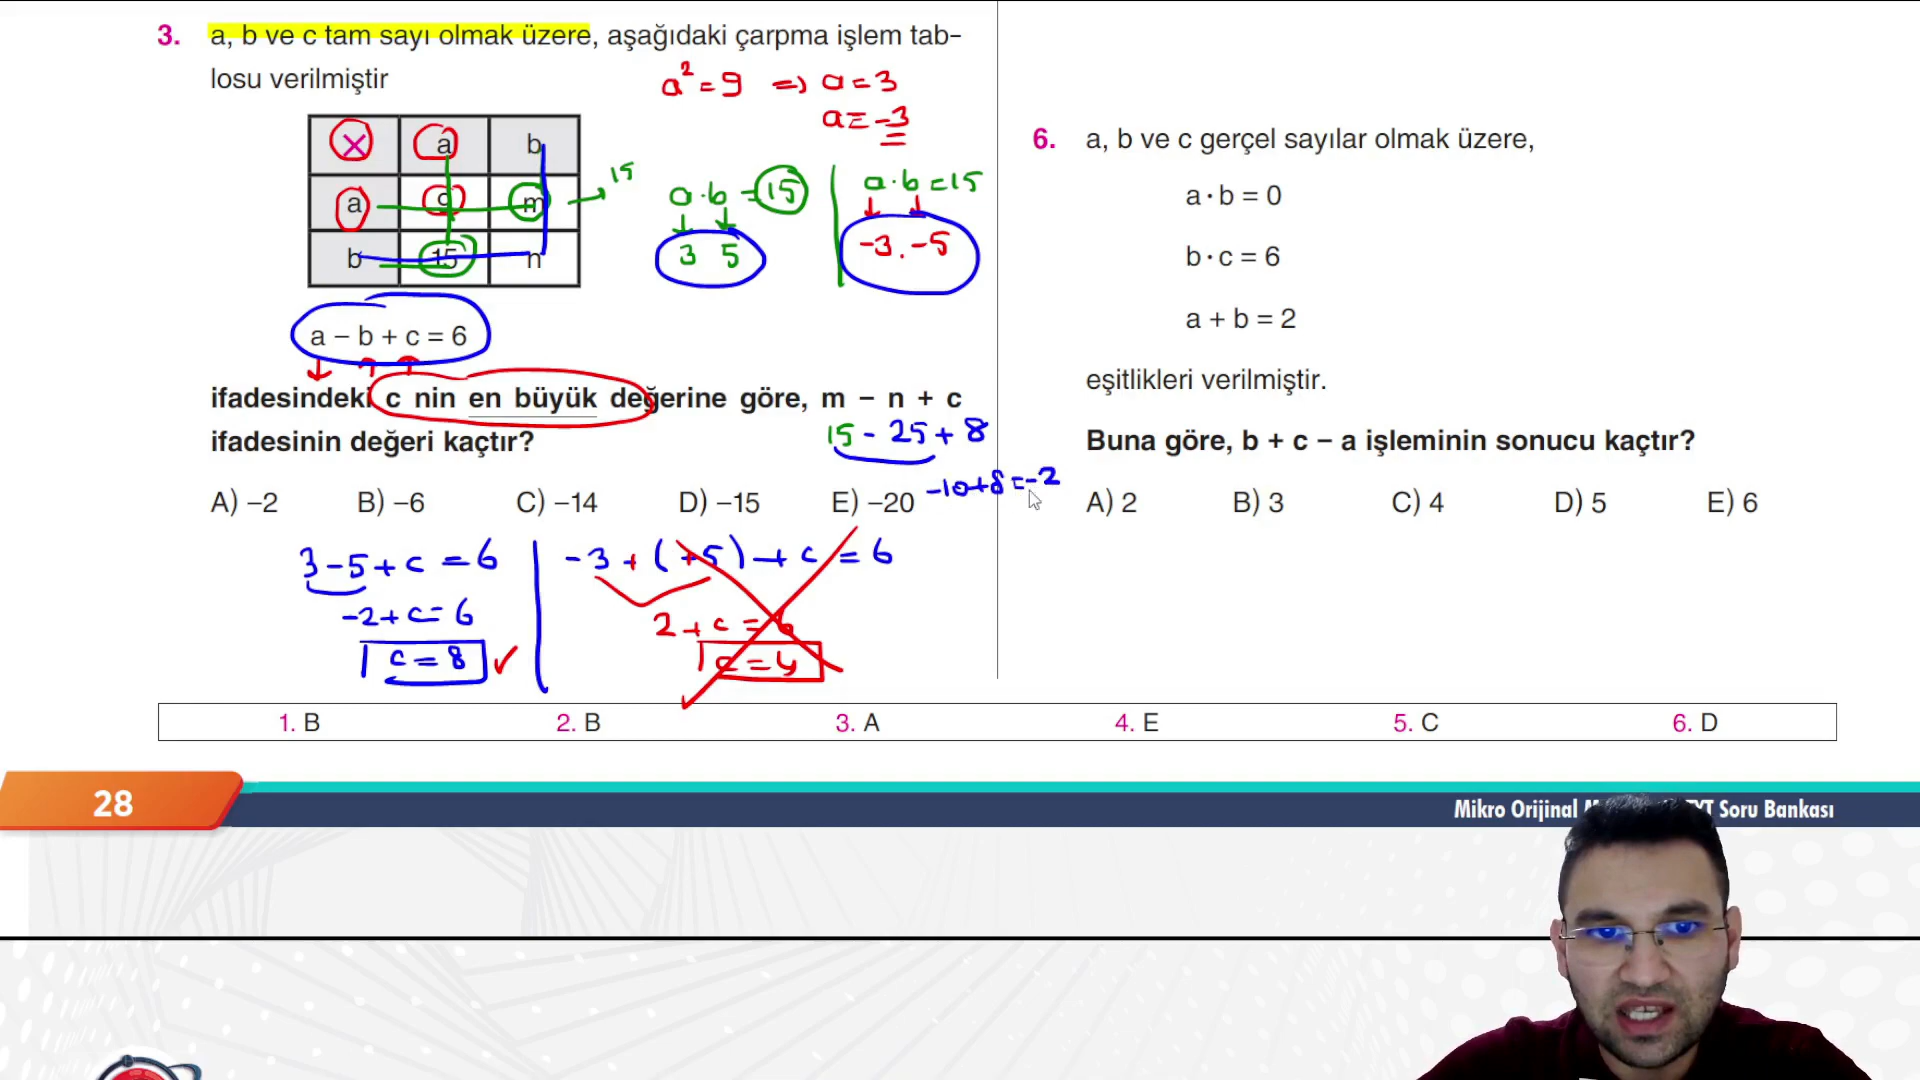 3. a, b ve c tam sayı olmak üzere, aşağıdaki çarpma işlem tab-
losu verilmiştir
a² = 9 ⇒ a = 3
a = -3
× a b
a m
b 15 n
15
a·b = 15
3 5
a·b = 15
-3 . -5
a – b + c = 6
ifadesindeki c nin en büyük değerine göre, m – n + c
ifadesinin değeri kaçtır?
15 - 25 + 8
-10+8=-2
A) –2 B) –6 C) –14 D) –15 E) –20
3 - 5 + c = 6
-2 + c = 6
c = 8 ✓
-3 + (+5) + c = 6
2 + c = 6
c = 4
6. a, b ve c gerçel sayılar olmak üzere,
a · b = 0
b · c = 6
a + b = 2
eşitlikleri verilmiştir.
Buna göre, b + c – a işleminin sonucu kaçtır?
A) 2 B) 3 C) 4 D) 5 E) 6
1. B 2. B 3. A 4. E 5. C 6. D
28
Mikro Orijinal Soru Bankası